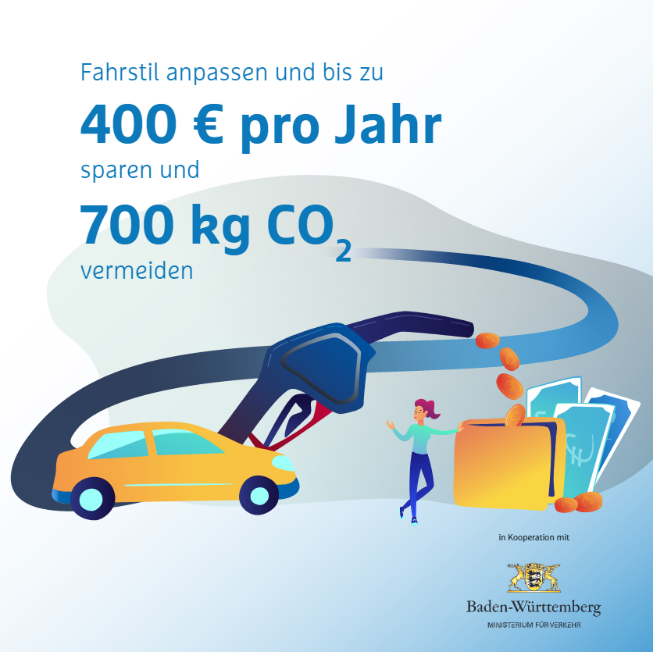 Fahrstil anpassen und bis zu
400 € pro Jahr
sparen und
700 kg CO₂
vermeiden
in Kooperation mit
Baden-Württemberg
MINISTERIUM FÜR VERKEHR